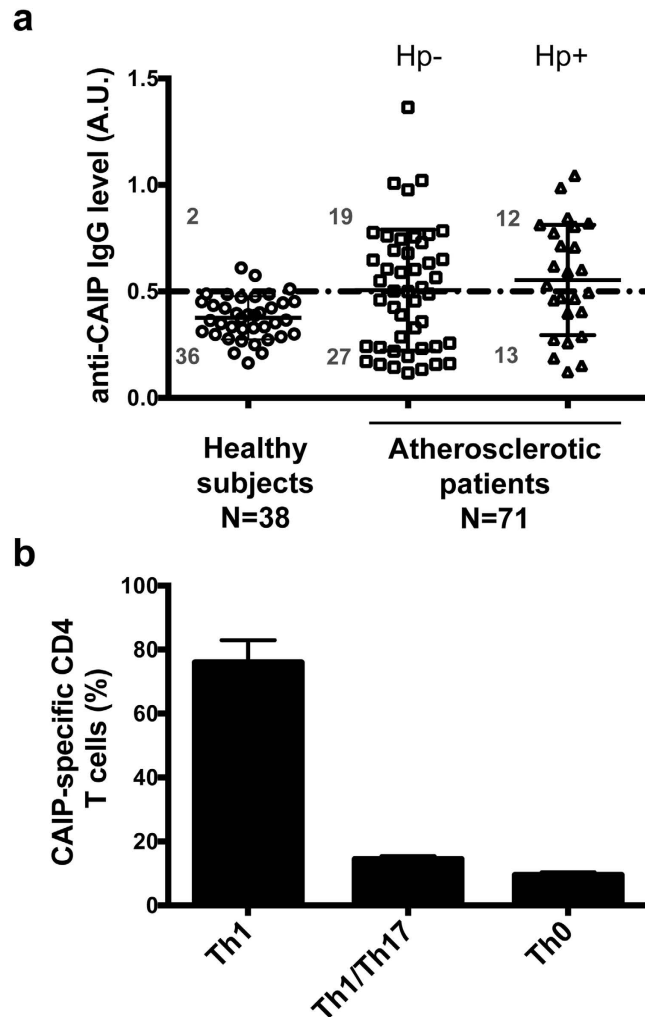 a
Hp- Hp+
anti-CAIP IgG level (A.U.)
1.5
1.0
0.5
0.0
2 19 12
36 27 13
Healthy
subjects
N=38
Atherosclerotic
patients
N=71
b
CAIP-specific CD4
T cells (%)
100
80
60
40
20
0
Th1
Th1/Th17
Th0